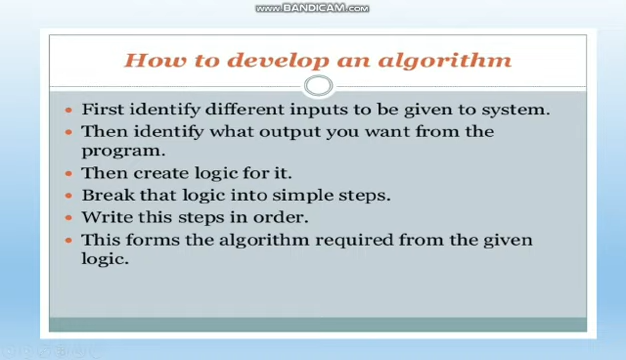 WWW.BANDICAM.COM
How to develop an algorithm
First identify different inputs to be given to system.
Then identify what output you want from the
program.
Then create logic for it.
Break that logic into simple steps.
Write this steps in order.
This forms the algorithm required from the given
logic.